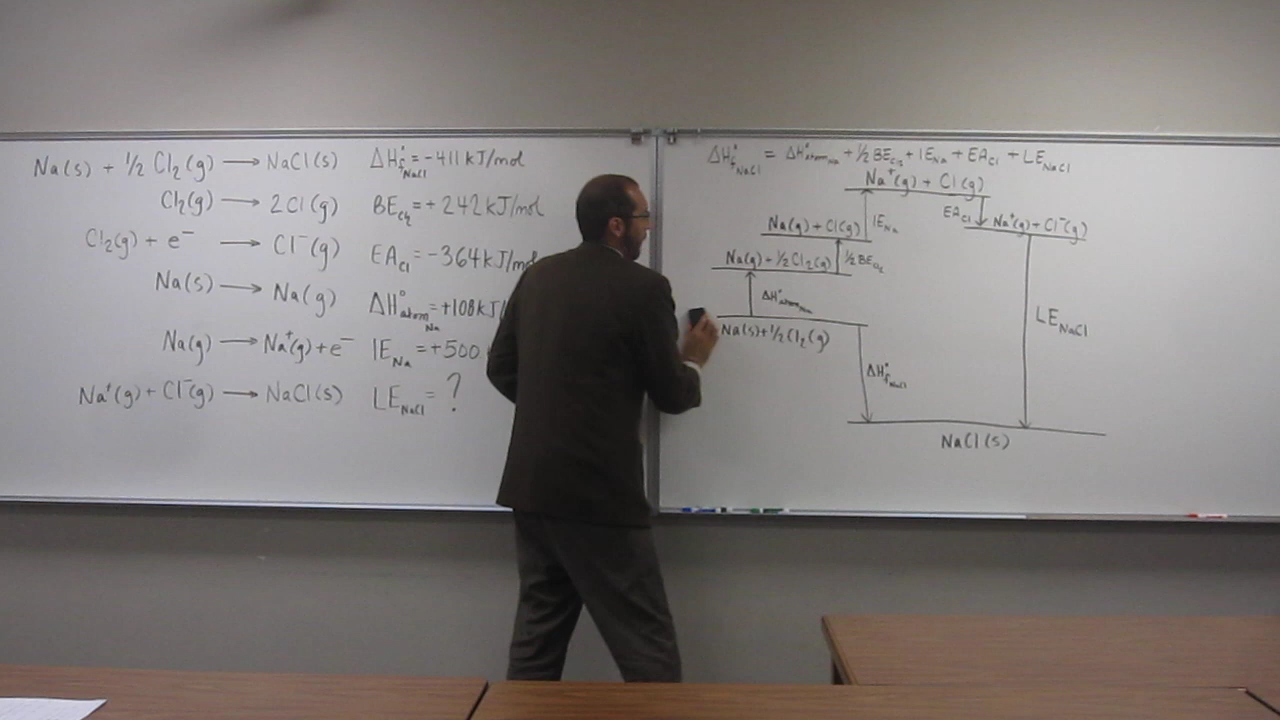 Na(s) + ½ Cl₂(g) → NaCl(s) ΔH°f NaCl = -411 kJ/mol
Cl₂(g) → 2Cl(g) BE Cl₂ = + 242 kJ/mol
Cl₂(g) + e⁻ → Cl⁻(g) EA Cl = -364 kJ/mol
Na(s) → Na(g) ΔH°atom Na = +108 kJ/
Na(g) → Na⁺(g) + e⁻ IE Na = +500
Na⁺(g) + Cl⁻(g) → NaCl(s) LE NaCl = ?
ΔH°f NaCl = ΔH°atom Na + ½ BE Cl₂ + IE Na + EA Cl + LE NaCl
Na⁺(g) + Cl(g)
IE Na
EA Cl
Na⁺(g) + Cl⁻(g)
Na(g) + Cl(g)
½ BE Cl₂
Na(g) + ½ Cl₂(g)
ΔH°atom Na
Na(s) + ½ Cl₂(g)
LE NaCl
ΔH°f NaCl
NaCl(s)